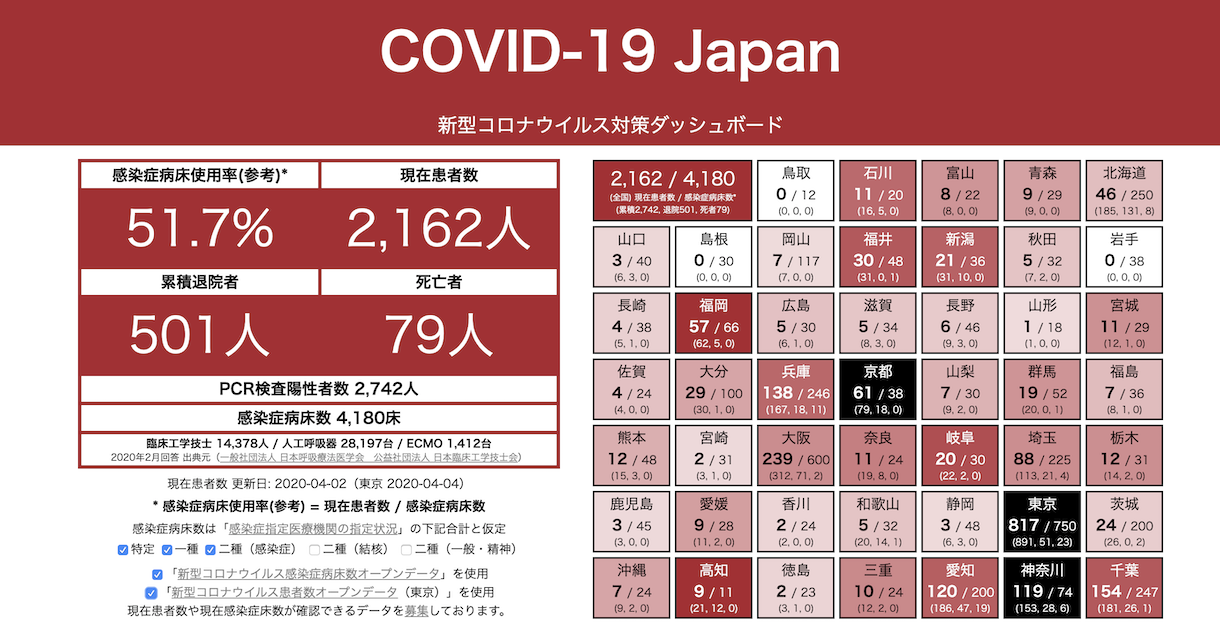 COVID-19 Japan
新型コロナウイルス対策ダッシュボード
感染症病床使用率(参考)*
現在患者数
51.7%
2,162人
累積退院者
死亡者
501人
79人
PCR検査陽性者数 2,742人
感染症病床数 4,180床
臨床工学技士 14,378人 / 人工呼吸器 28,197台 / ECMO 1,412台
2020年2月回答 出典元（一般社団法人 日本呼吸療法医学会　公益社団法人 日本臨床工学技士会）
現在患者数 更新日: 2020-04-02（東京 2020-04-04）
* 感染症病床使用率(参考) = 現在患者数 / 感染症病床数
感染症病床数は「感染症指定医療機関の指定状況」の下記合計と仮定
特定 一種 二種（感染症） 二種（結核） 二種（一般・精神）
「新型コロナウイルス感染症病床数オープンデータ」を使用
「新型コロナウイルス患者数オープンデータ（東京）」を使用
現在患者数や現在感染症床数が確認できるデータを募集しております。
2,162 / 4,180
(全国) 現在患者数 / 感染症病床数*
(累積2,742, 退院501, 死者79)
鳥取
0 / 12
(0, 0, 0)
石川
11 / 20
(16, 5, 0)
富山
8 / 22
(8, 0, 0)
青森
9 / 29
(9, 0, 0)
北海道
46 / 250
(185, 131, 8)
山口
3 / 40
(6, 3, 0)
島根
0 / 30
(0, 0, 0)
岡山
7 / 117
(7, 0, 0)
福井
30 / 48
(31, 0, 1)
新潟
21 / 36
(31, 10, 0)
秋田
5 / 32
(7, 2, 0)
岩手
0 / 38
(0, 0, 0)
長崎
4 / 38
(5, 1, 0)
福岡
57 / 66
(62, 5, 0)
広島
5 / 30
(6, 1, 0)
滋賀
5 / 34
(8, 3, 0)
長野
6 / 46
(9, 3, 0)
山形
1 / 18
(1, 0, 0)
宮城
11 / 29
(12, 1, 0)
佐賀
4 / 24
(4, 0, 0)
大分
29 / 100
(30, 1, 0)
兵庫
138 / 246
(167, 18, 11)
京都
61 / 38
(79, 18, 0)
山梨
7 / 30
(9, 2, 0)
群馬
19 / 52
(20, 0, 1)
福島
7 / 36
(8, 1, 0)
熊本
12 / 48
(15, 3, 0)
宮崎
2 / 31
(3, 1, 0)
大阪
239 / 600
(312, 71, 2)
奈良
11 / 24
(19, 8, 0)
岐阜
20 / 30
(22, 2, 0)
埼玉
88 / 225
(113, 21, 4)
栃木
12 / 31
(14, 2, 0)
鹿児島
3 / 45
(3, 0, 0)
愛媛
9 / 28
(11, 2, 0)
香川
2 / 24
(2, 0, 0)
和歌山
5 / 32
(20, 14, 1)
静岡
3 / 48
(6, 3, 0)
東京
817 / 750
(891, 51, 23)
茨城
24 / 200
(26, 0, 2)
沖縄
7 / 24
(9, 2, 0)
高知
9 / 11
(21, 12, 0)
徳島
2 / 23
(3, 1, 0)
三重
10 / 24
(12, 2, 0)
愛知
120 / 200
(186, 47, 19)
神奈川
119 / 74
(153, 28, 6)
千葉
154 / 247
(181, 26, 1)